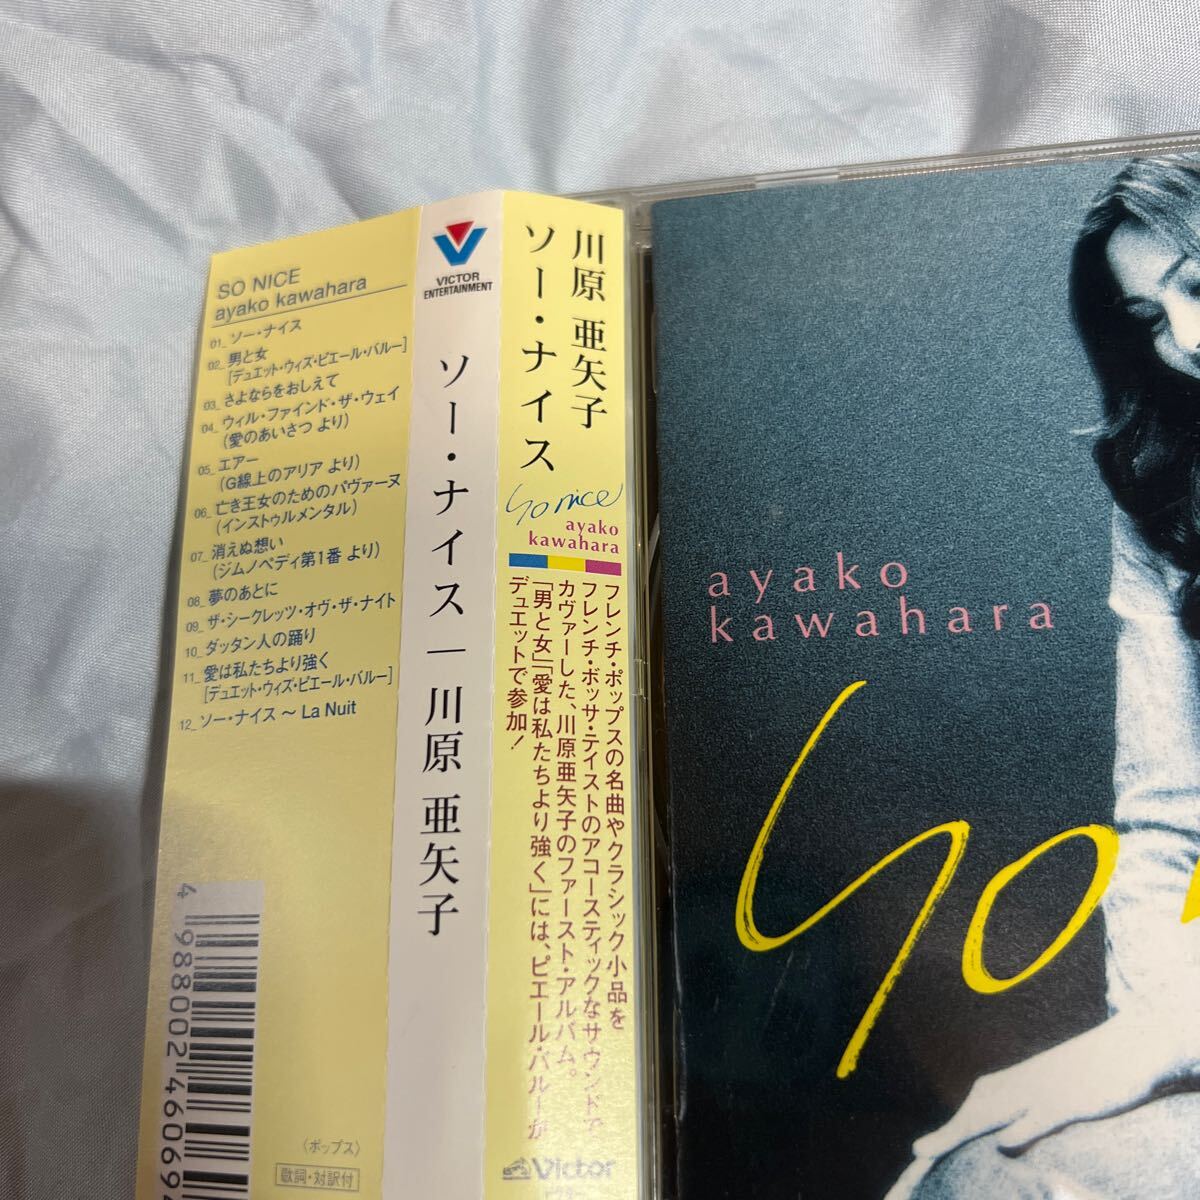 SO NICE
ayako kawahara
01_ ソー・ナイス
02_ 男と女
[デュエット・ウィズ・ピエール・バルー]
03_ さよならをおしえて
04_ ウィル・ファインド・ザ・ウェイ
(愛のあいさつ より)
05_ エアー
(G線上のアリア より)
06_ 亡き王女のためのパヴァーヌ
(インストゥルメンタル)
07_ 消えぬ想い
(ジムノペディ第1番 より)
08_ 夢のあとに
09_ ザ・シークレッツ・オヴ・ザ・ナイト
10_ ダッタン人の踊り
11_ 愛は私たちより強く
[デュエット・ウィズ・ピエール・バルー]
12_ ソー・ナイス ～ La Nuit
4 988002 46069
〈ポップス〉
歌詞・対訳付
VICTOR
ENTERTAINMENT
ソー・ナイス｜川原 亜矢子
川原 亜矢子
ソー・ナイス
So nice
ayako
kawahara
フレンチ・ポップスの名曲やクラシック小品を
フレンチ・ボッサ・テイストのアコースティックなサウンドで
カヴァーした、川原亜矢子のファースト・アルバム。
「男と女」「愛は私たちより強く」には、ピエール・バルーが
デュエットで参加！
Victor
ayako
kawahara
So